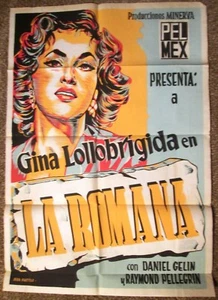 Producciones MINERVA
PEL
MEX
PRESENTA:
a
Gina Lollobrigida en
LA ROMANA
con DANIEL GELIN
y RAYMOND PELLEGRIN